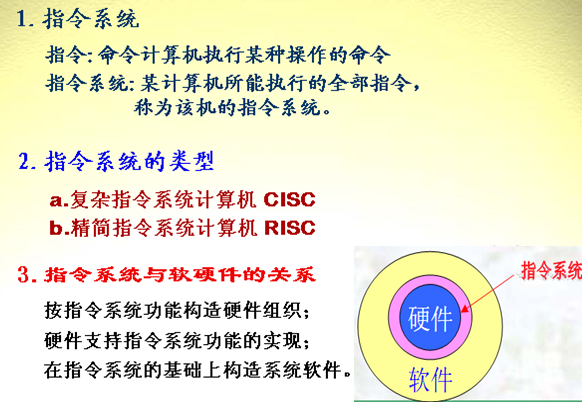 1. 指令系统
指令: 命令计算机执行某种操作的命令
指令系统: 某计算机所能执行的全部指令,
称为该机的指令系统。
2. 指令系统的类型
a.复杂指令系统计算机 CISC
b.精简指令系统计算机 RISC
3. 指令系统与软硬件的关系
按指令系统功能构造硬件组织;
硬件支持指令系统功能的实现;
在指令系统的基础上构造系统软件。
指令系统
硬件
软件